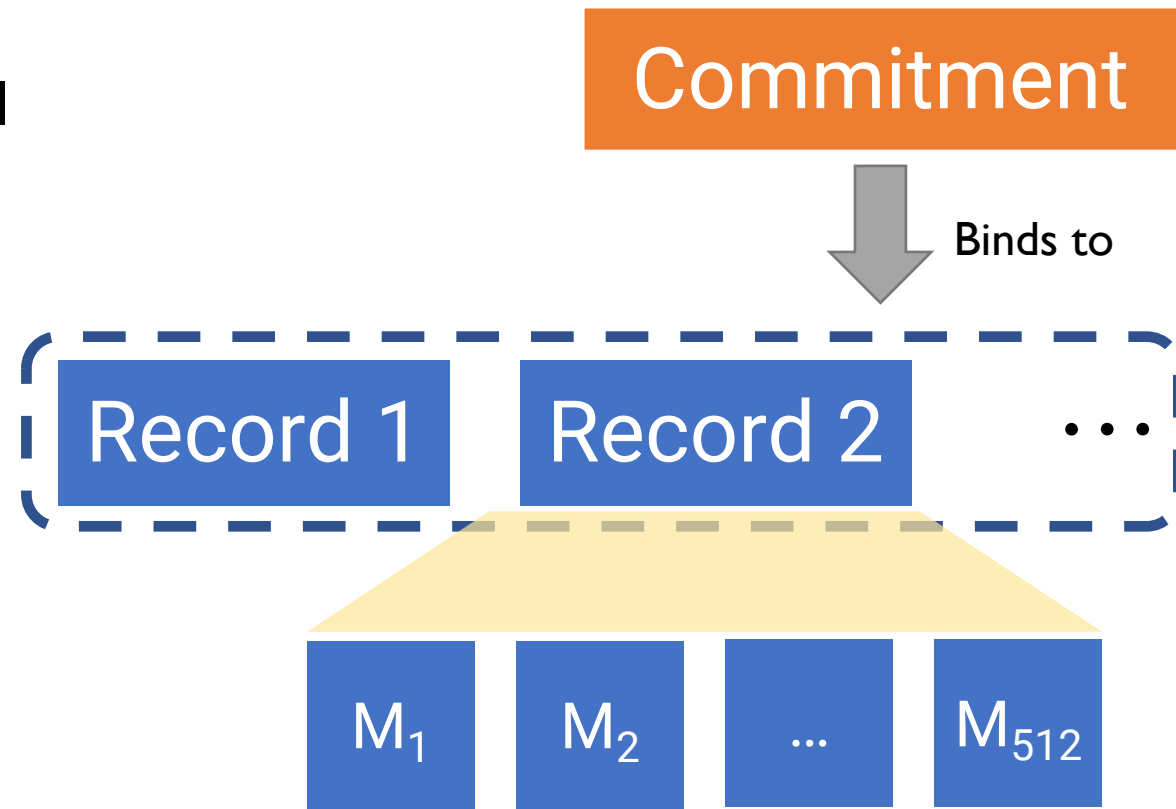 Commitment
Binds to
Record 1 Record 2 ...
M₁ M₂ ... M₅₁₂